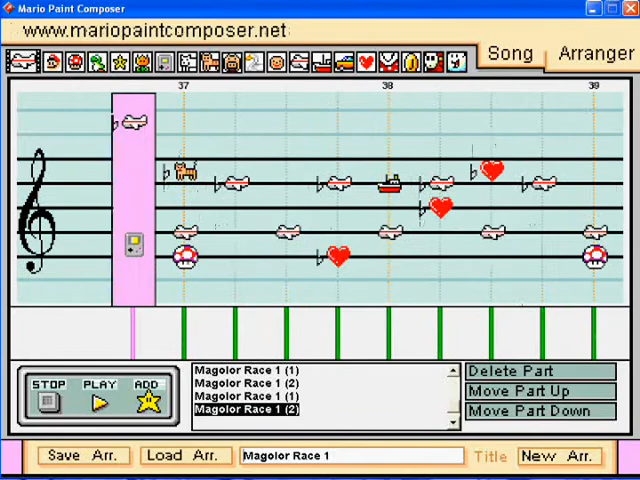 Mario Paint Composer
www.mariopaintcomposer.net
Song
Arranger
37 38 39
STOP PLAY ADD
Magolor Race 1 (1)
Magolor Race 1 (2)
Magolor Race 1 (1)
Magolor Race 1 (2)
Delete Part
Move Part Up
Move Part Down
Save Arr.
Load Arr.
Magolor Race 1
Title
New Arr.